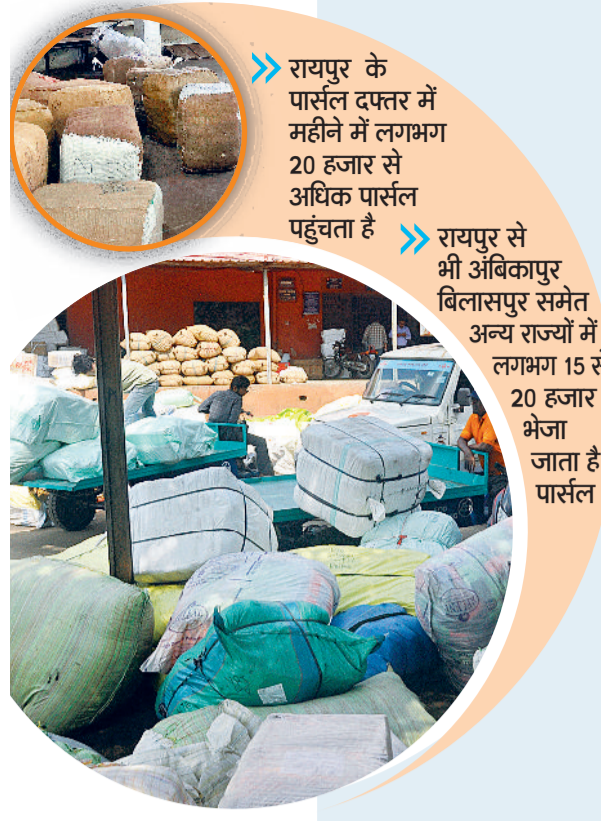 रायपुर के
पार्सल दफ्तर में
महीने में लगभग
20 हजार से
अधिक पार्सल
पहुंचता है
रायपुर से
भी अंबिकापुर
बिलासपुर समेत
अन्य राज्यों में
लगभग 15 से
20 हजार
भेजा
जाता है
पार्सल